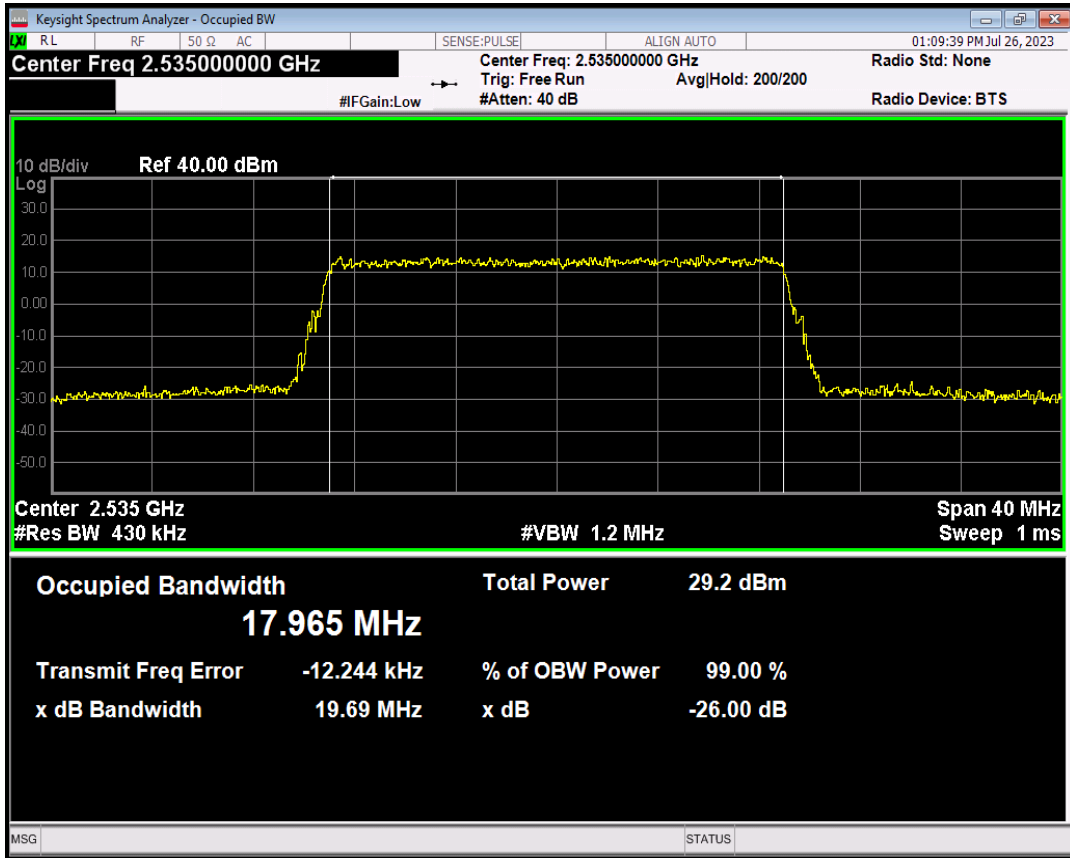 Keysight Spectrum Analyzer - Occupied BW
LXI RL RF 50 Ω AC SENSE:PULSE ALIGN AUTO 01:09:39 PM Jul 26, 2023
Center Freq 2.535000000 GHz Center Freq: 2.535000000 GHz Radio Std: None
Trig: Free Run Avg|Hold: 200/200
#IFGain:Low #Atten: 40 dB Radio Device: BTS
10 dB/div Ref 40.00 dBm
Log
30.0
20.0
10.0
0.00
-10.0
-20.0
-30.0
-40.0
-50.0
Center 2.535 GHz Span 40 MHz
#Res BW 430 kHz #VBW 1.2 MHz Sweep 1 ms
Occupied Bandwidth Total Power 29.2 dBm
17.965 MHz
Transmit Freq Error -12.244 kHz % of OBW Power 99.00 %
x dB Bandwidth 19.69 MHz x dB -26.00 dB
MSG STATUS